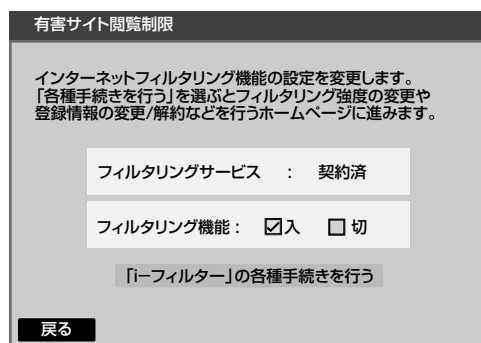 有害サイト閲覧制限
インターネットフィルタリング機能の設定を変更します。
「各種手続きを行う」を選ぶとフィルタリング強度の変更や
登録情報の変更/解約などを行うホームページに進みます。
フィルタリングサービス : 契約済
フィルタリング機能: ☑入 □切
「i−フィルター」の各種手続きを行う
戻る